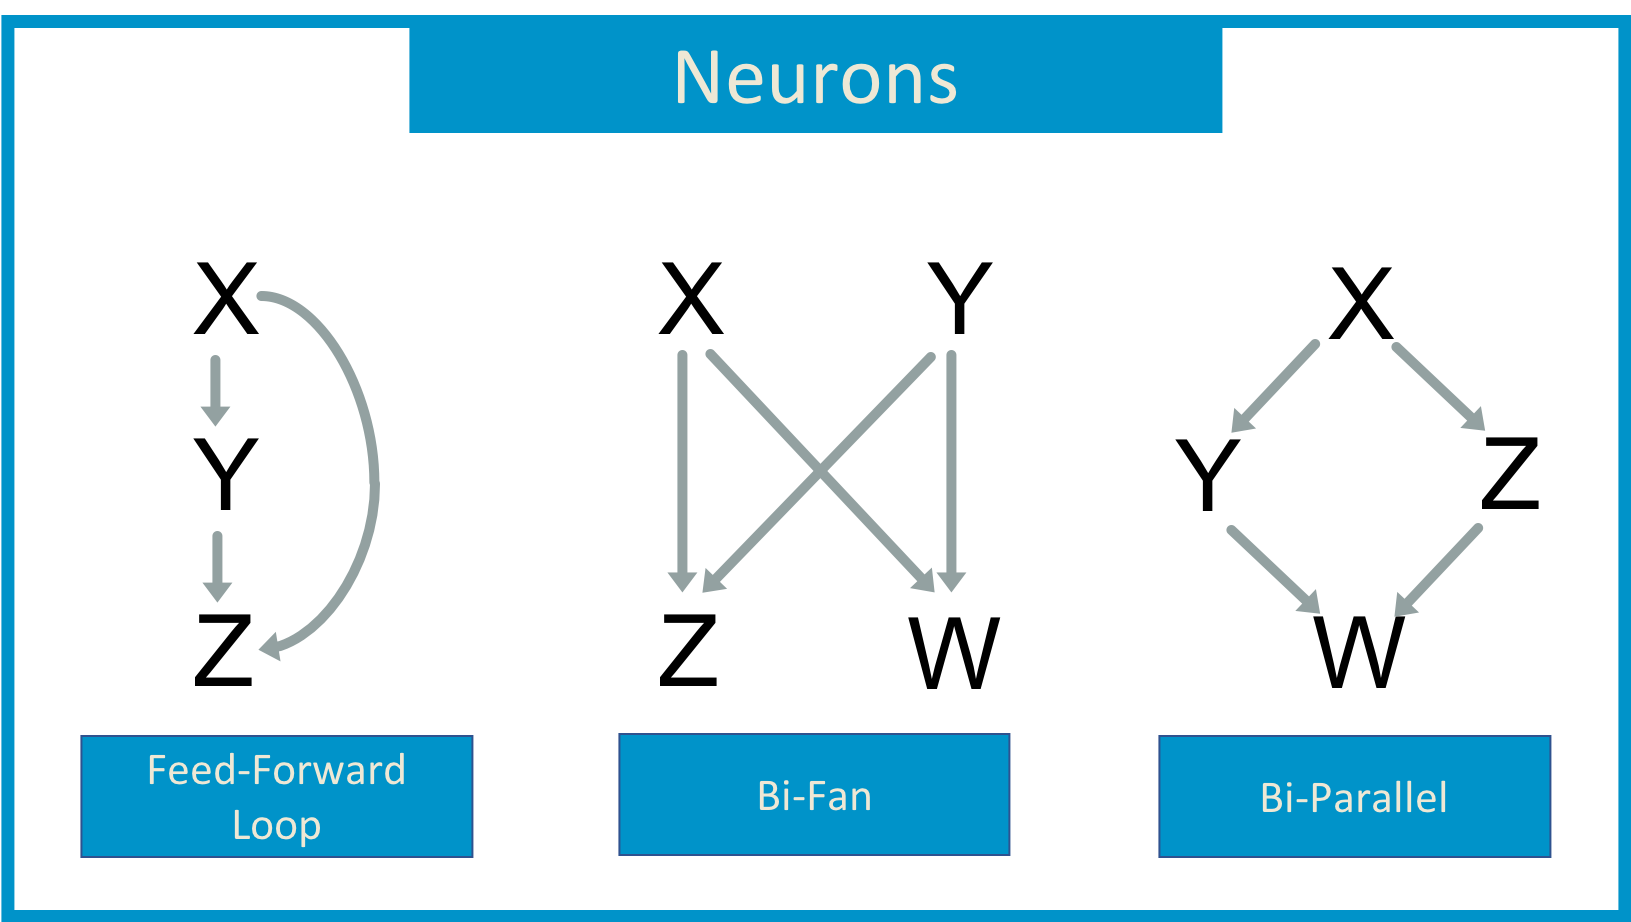 Neurons
X
Y
Z
Feed-Forward
Loop
X Y
Z W
Bi-Fan
X
Y Z
W
Bi-Parallel